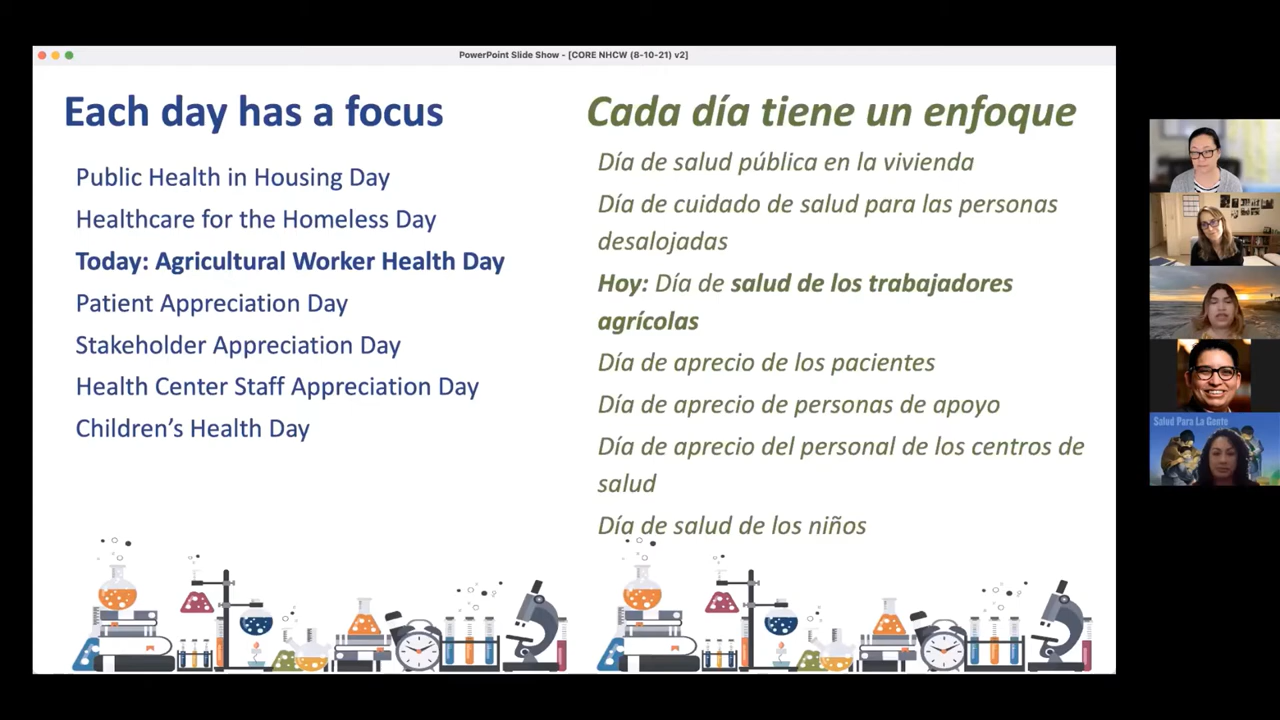 PowerPoint Slide Show - [CORE NHCW (8-10-21) v2]
Each day has a focus
Public Health in Housing Day
Healthcare for the Homeless Day
Today: Agricultural Worker Health Day
Patient Appreciation Day
Stakeholder Appreciation Day
Health Center Staff Appreciation Day
Children's Health Day
Cada día tiene un enfoque
Día de salud pública en la vivienda
Día de cuidado de salud para las personas
desalojadas
Hoy: Día de salud de los trabajadores
agrícolas
Día de aprecio de los pacientes
Día de aprecio de personas de apoyo
Día de aprecio del personal de los centros de
salud
Día de salud de los niños
Salud Para La Gente